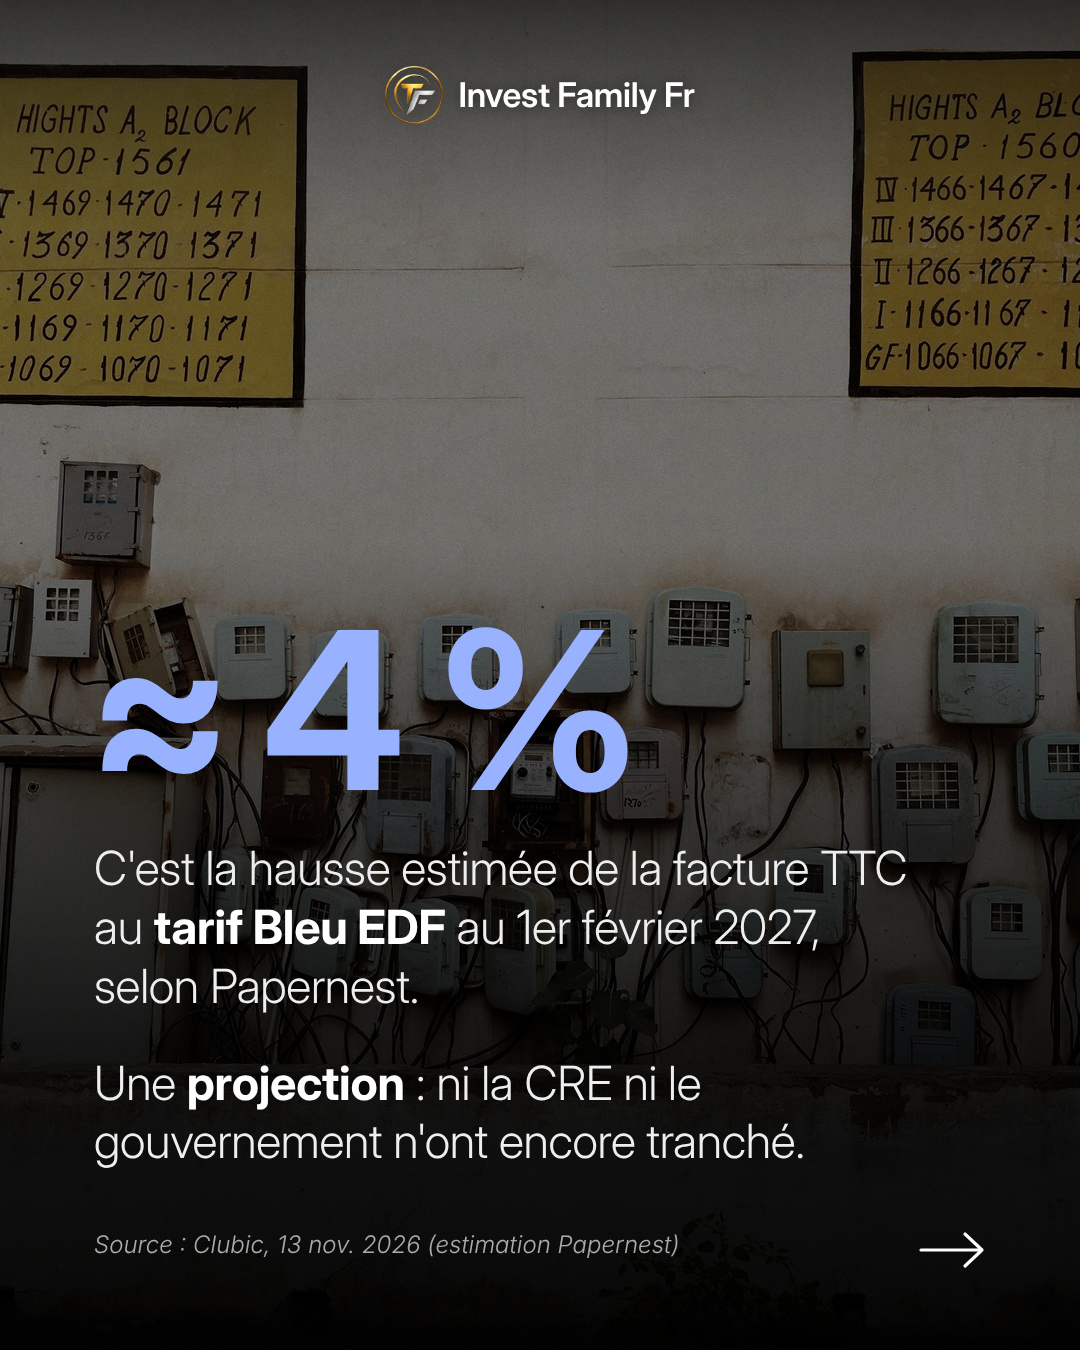 Invest Family Fr
HIGHTS A2 BLOCK
TOP-1561
1469-1470-1471
1369-1370-1371
1269-1270-1271
1169-1170-1171
1069-1070-1071
HIGHTS A2
TOP-1560
IV-1466-1467-
III-1366-1367-
II-1266-1267-
I-1166-1167-
GF-1066-1067-
1366
≈ 4 %
C'est la hausse estimée de la facture TTC
au tarif Bleu EDF au 1er février 2027,
selon Papernest.
Une projection : ni la CRE ni le
gouvernement n'ont encore tranché.
Source : Clubic, 13 nov. 2026 (estimation Papernest)